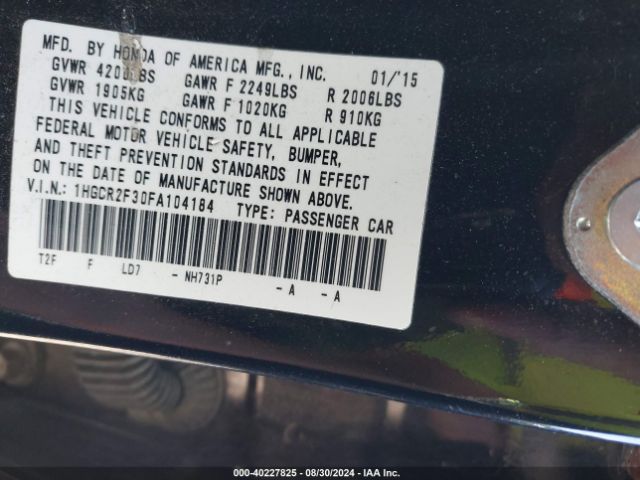 MFD. BY HONDA OF AMERICA MFG., INC. 01/'15
GVWR 4200LBS GAWR F 2249LBS R 2006LBS
GVWR 1905KG GAWR F 1020KG R 910KG
THIS VEHICLE CONFORMS TO ALL APPLICABLE
FEDERAL MOTOR VEHICLE SAFETY, BUMPER,
AND THEFT PREVENTION STANDARDS IN EFFECT
ON THE DATE OF MANUFACTURE SHOWN ABOVE.
V.I.N.: 1HGCR2F30FA104184 TYPE: PASSENGER CAR
T2F F LD7 - NH731P - A - A
000-40227825 - 08/30/2024 - IAA Inc.